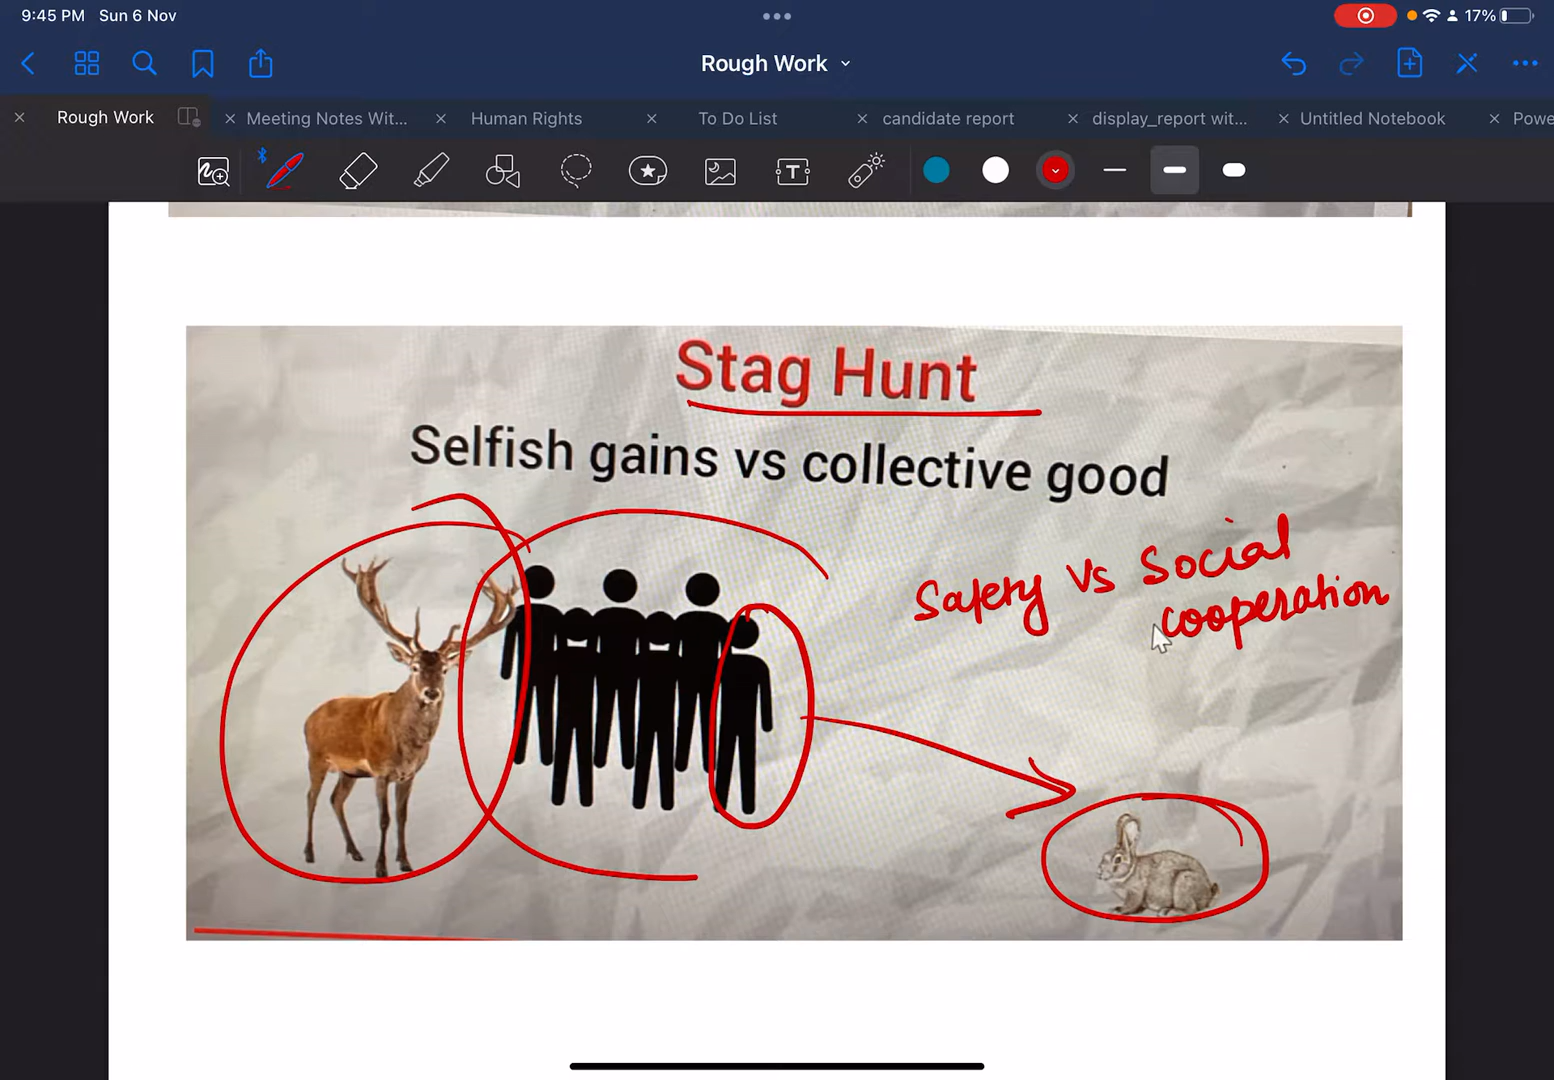 9:45 PM Sun 6 Nov
17%
Rough Work
Rough Work
Meeting Notes Wit...
Human Rights
To Do List
candidate report
display_report wit...
Untitled Notebook
Powe
T
Stag Hunt
Selfish gains vs collective good
Safety vs Social
cooperation